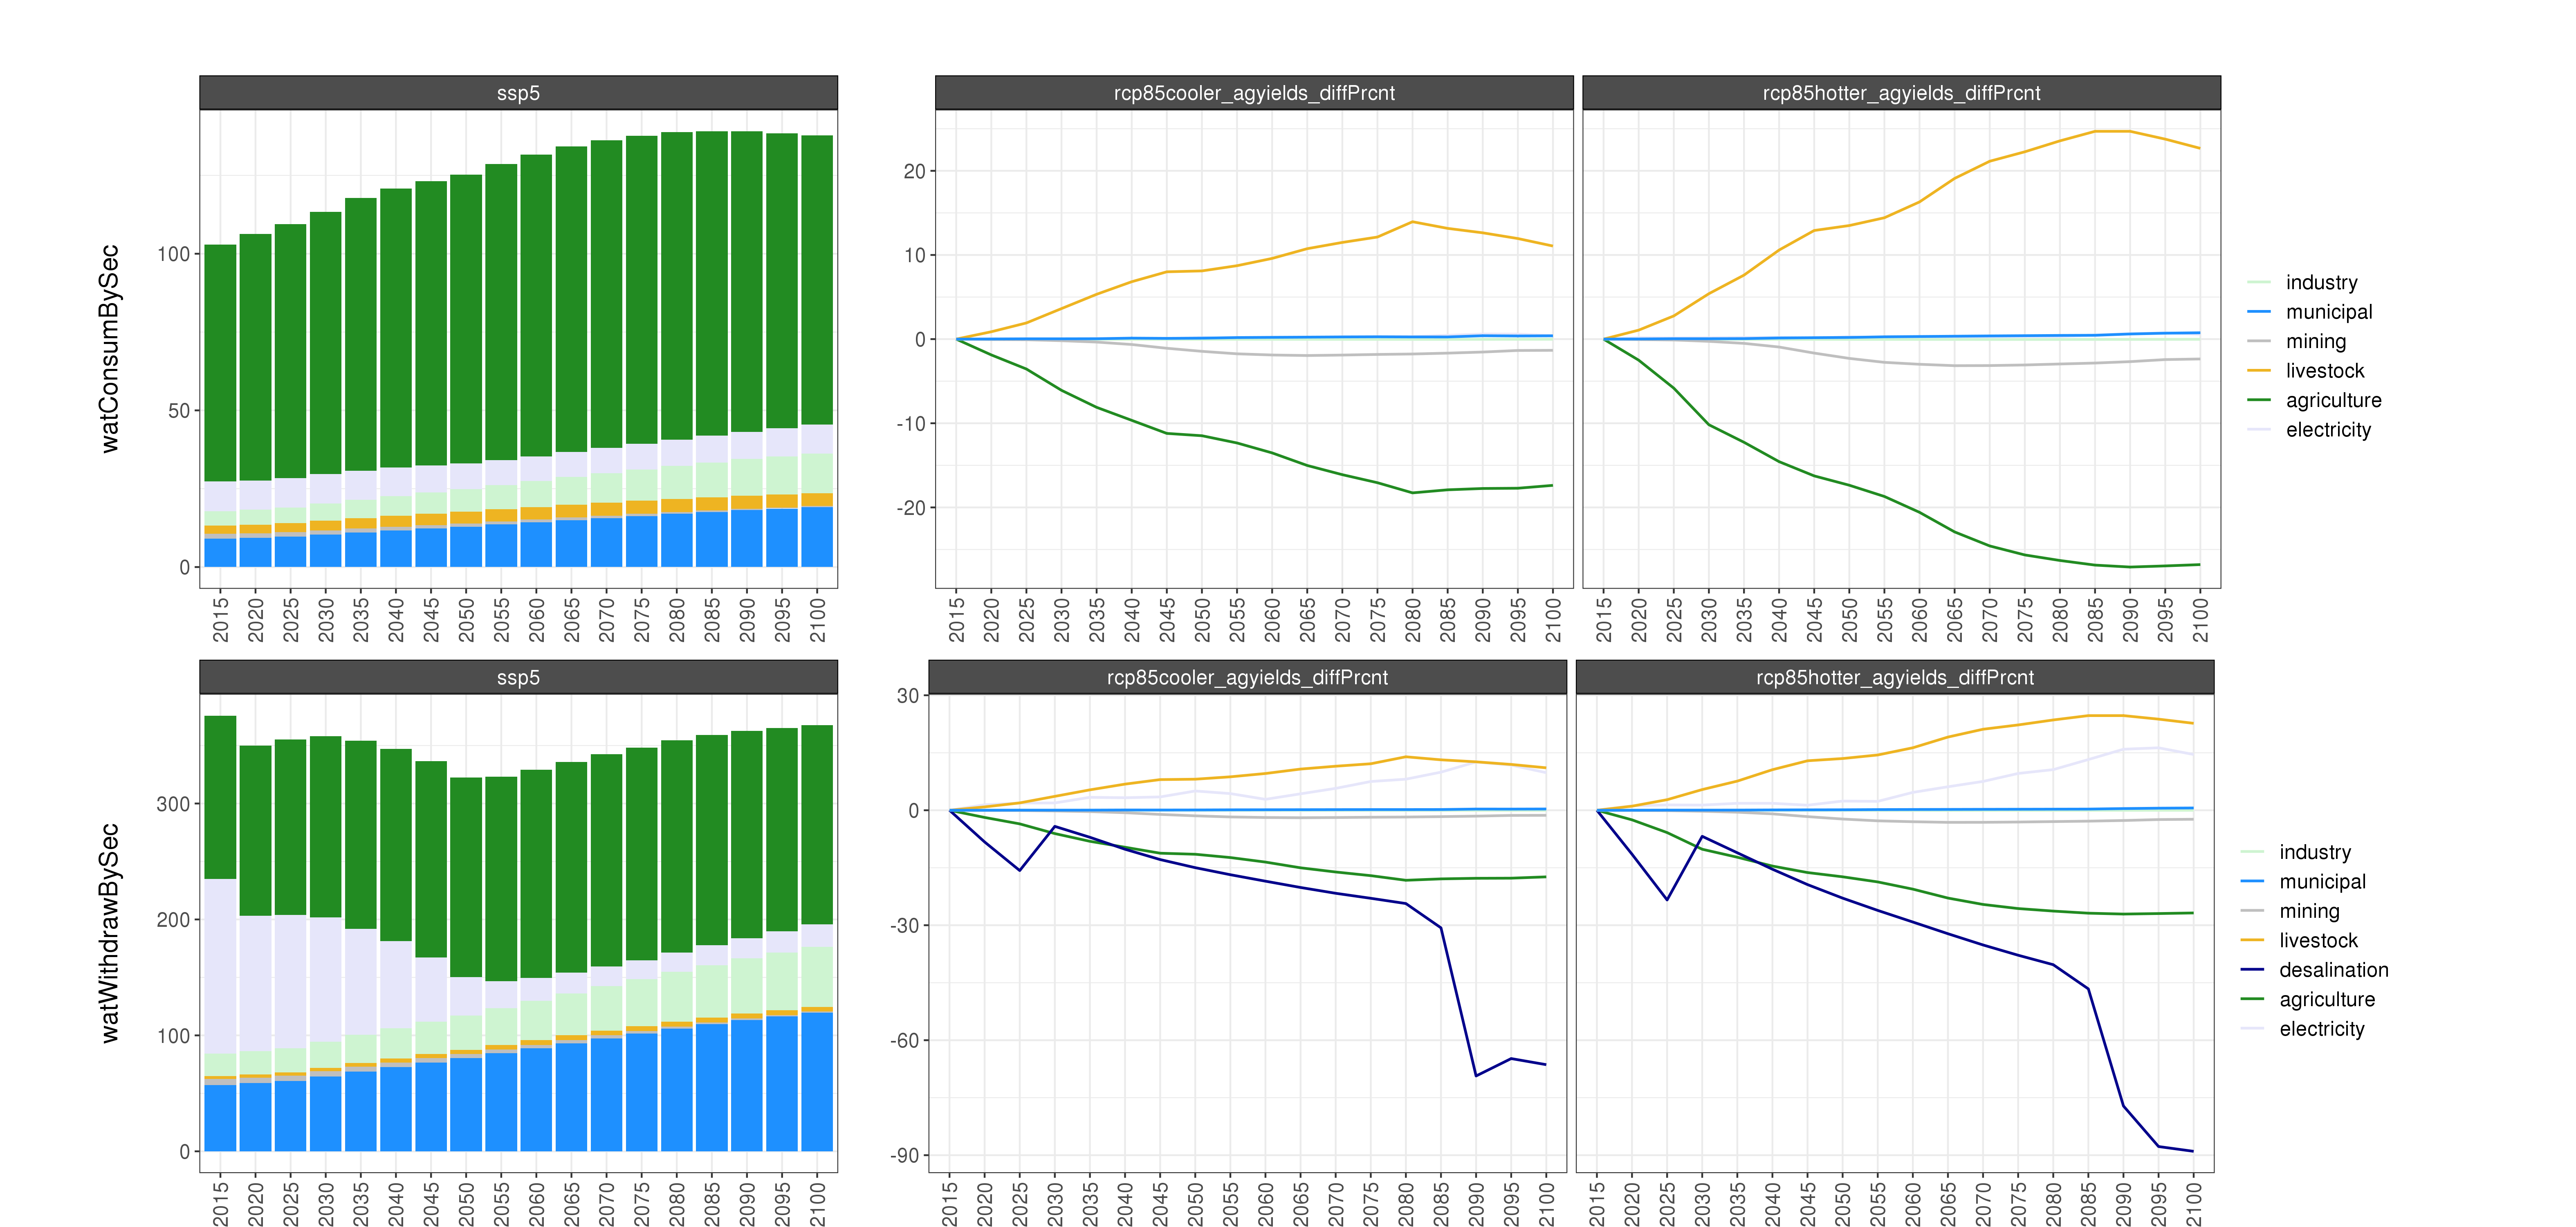 ssp5
rcp85cooler_agyields_diffPrcnt
rcp85hotter_agyields_diffPrcnt
watConsumBySec
100
50
0
20
10
0
-10
-20
2015 2020 2025 2030 2035 2040 2045 2050 2055 2060 2065 2070 2075 2080 2085 2090 2095 2100
2015 2020 2025 2030 2035 2040 2045 2050 2055 2060 2065 2070 2075 2080 2085 2090 2095 2100
2015 2020 2025 2030 2035 2040 2045 2050 2055 2060 2065 2070 2075 2080 2085 2090 2095 2100
industry
municipal
mining
livestock
agriculture
electricity
ssp5
rcp85cooler_agyields_diffPrcnt
rcp85hotter_agyields_diffPrcnt
watWithdrawBySec
300
200
100
0
30
0
-30
-60
-90
2015 2020 2025 2030 2035 2040 2045 2050 2055 2060 2065 2070 2075 2080 2085 2090 2095 2100
2015 2020 2025 2030 2035 2040 2045 2050 2055 2060 2065 2070 2075 2080 2085 2090 2095 2100
2015 2020 2025 2030 2035 2040 2045 2050 2055 2060 2065 2070 2075 2080 2085 2090 2095 2100
industry
municipal
mining
livestock
desalination
agriculture
electricity